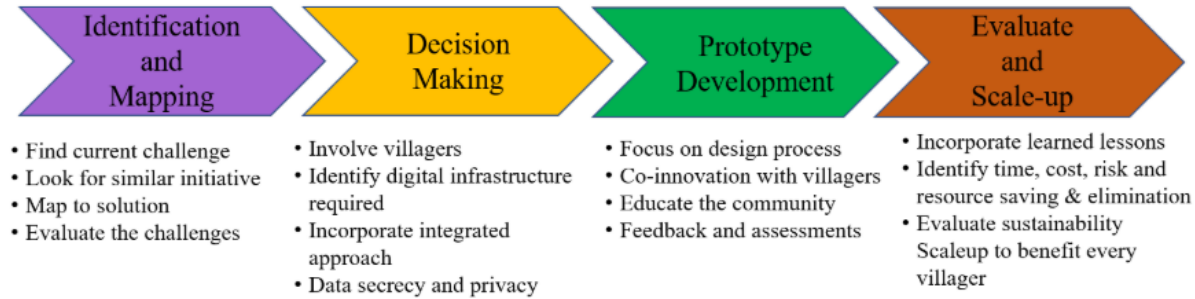 Identification
and
Mapping
• Find current challenge
• Look for similar initiative
• Map to solution
• Evaluate the challenges
Decision
Making
• Involve villagers
• Identify digital infrastructure
required
• Incorporate integrated
approach
• Data secrecy and privacy
Prototype
Development
• Focus on design process
• Co-innovation with villagers
• Educate the community
• Feedback and assessments
Evaluate
and
Scale-up
• Incorporate learned lessons
• Identify time, cost, risk and
resource saving & elimination
• Evaluate sustainability
Scaleup to benefit every
villager